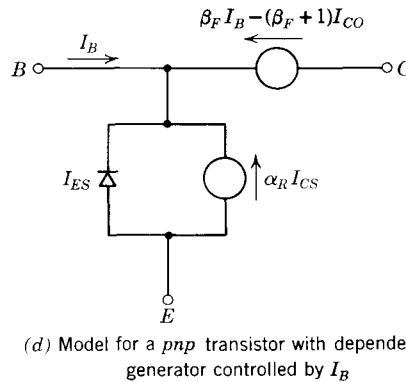 β_F I_B − (β_F + 1)I_CO
I_B
B
C
I_ES
α_R I_CS
E
(d) Model for a pnp transistor with depende
generator controlled by I_B